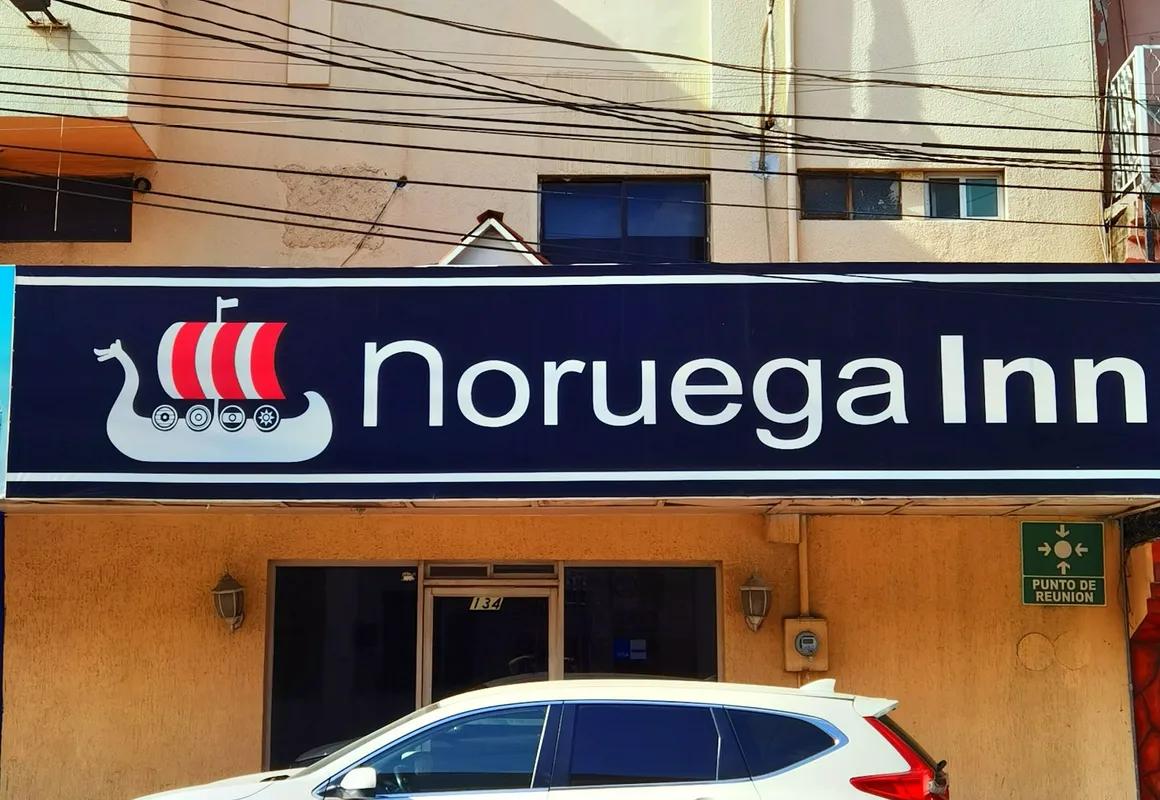 noruega Inn
134
PUNTO DE
REUNION